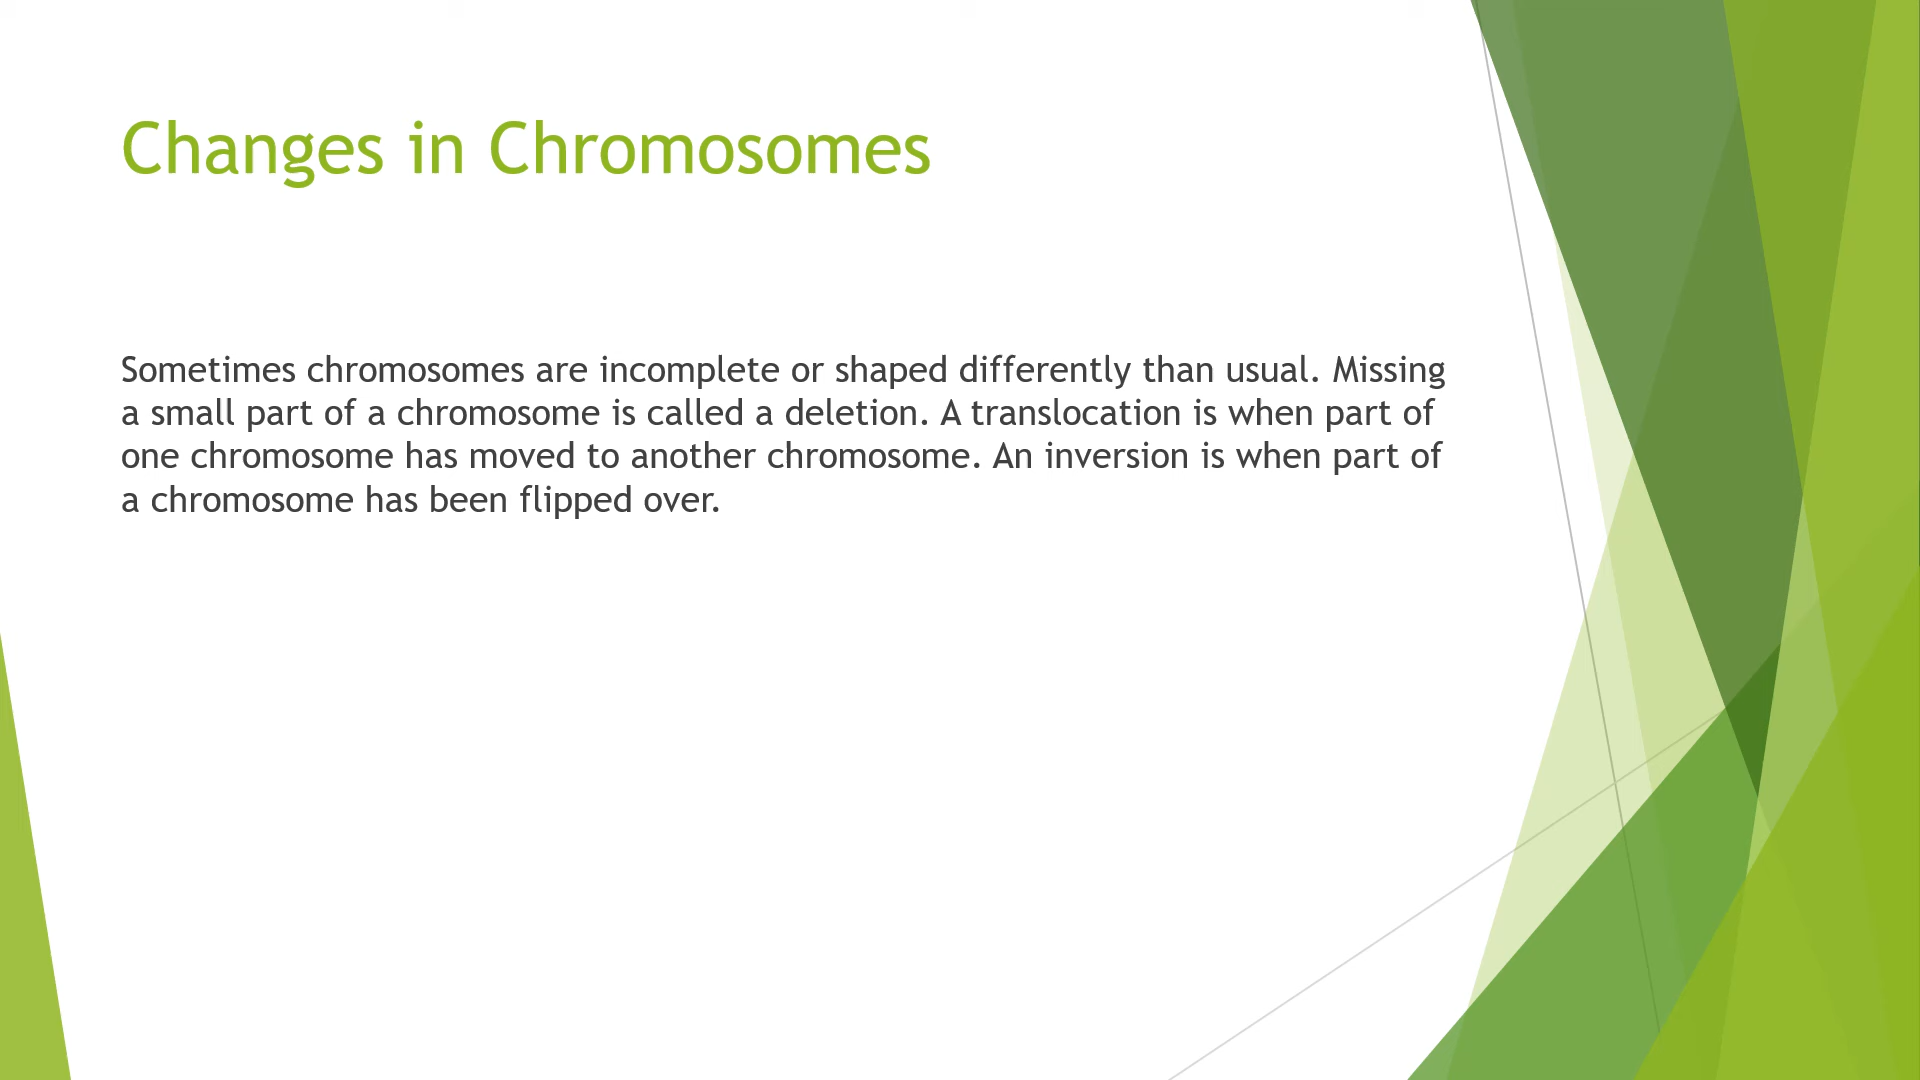 Changes in Chromosomes
Sometimes chromosomes are incomplete or shaped differently than usual. Missing
a small part of a chromosome is called a deletion. A translocation is when part of
one chromosome has moved to another chromosome. An inversion is when part of
a chromosome has been flipped over.